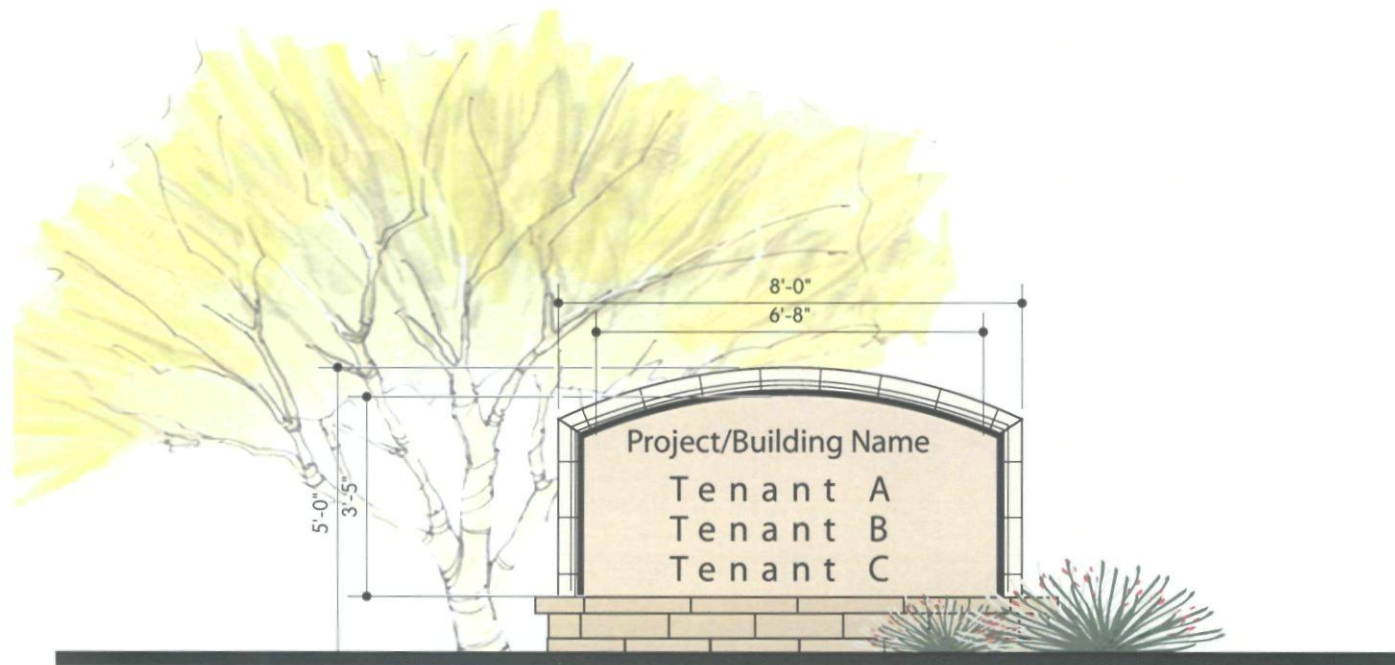 8'-0"
6'-8"
5'-0"
3'-5"
Project/Building Name
Tenant A
Tenant B
Tenant C